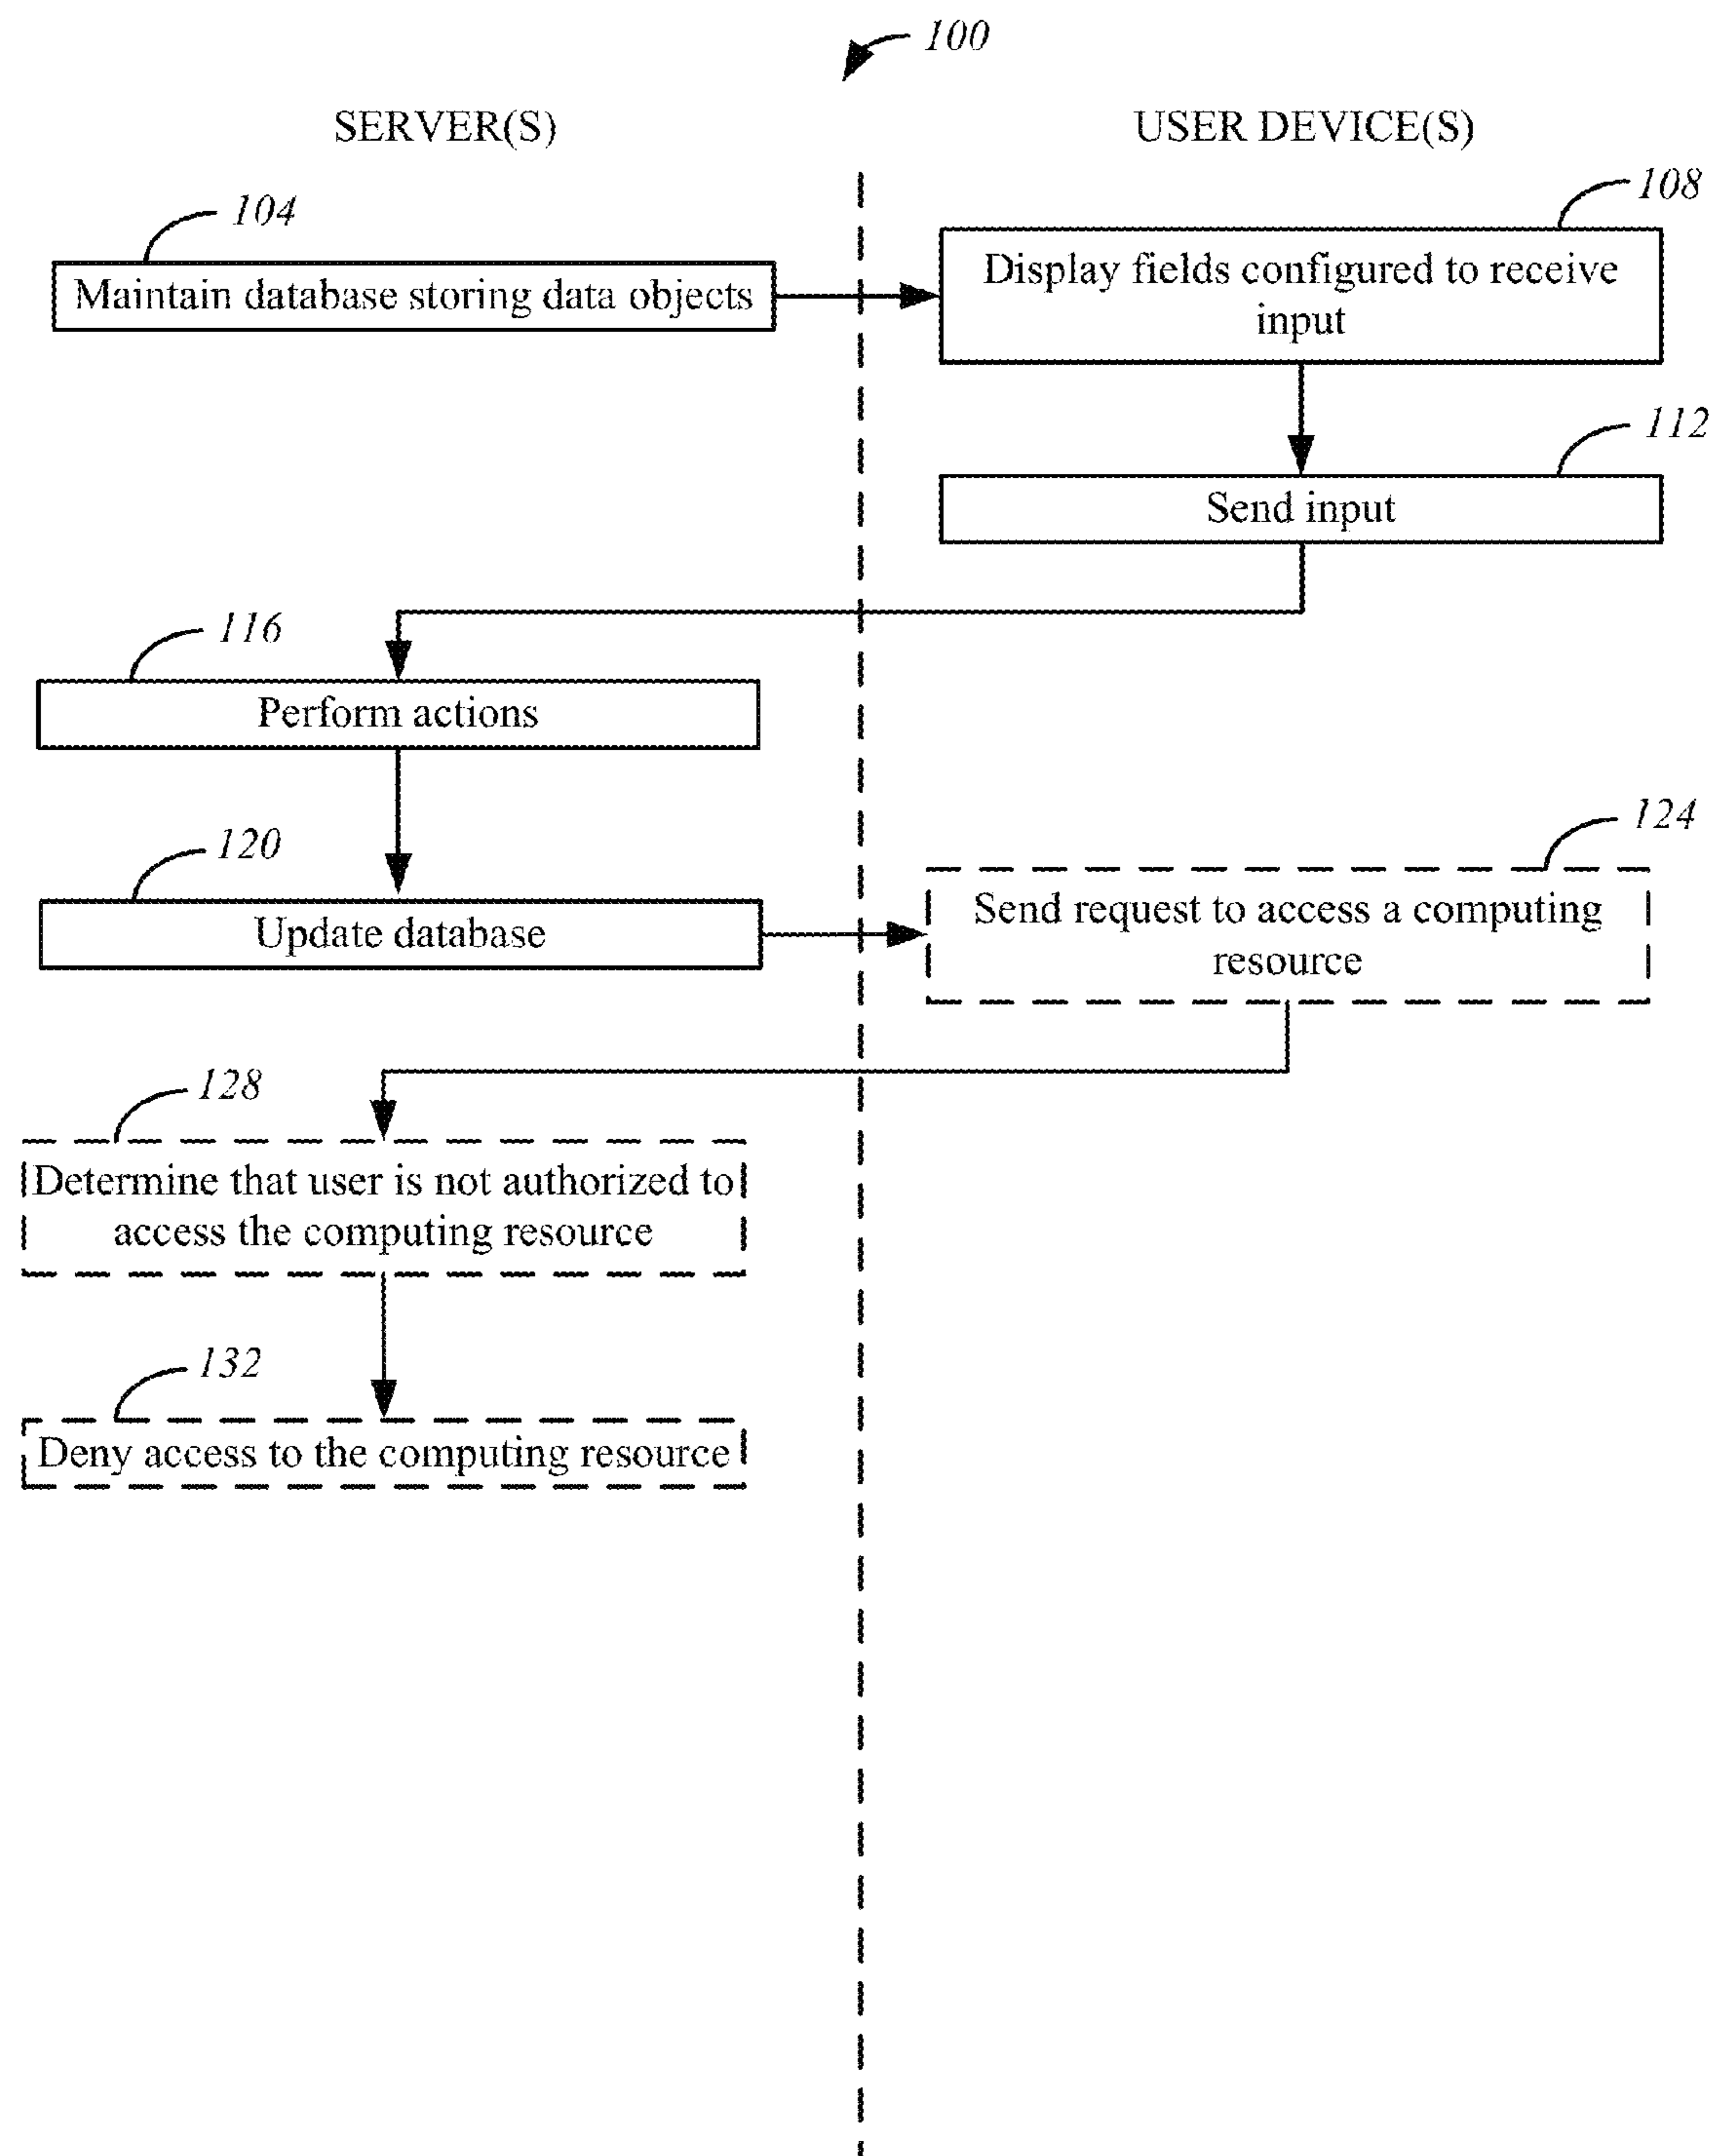 100
SERVER(S)
USER DEVICE(S)
104
Maintain database storing data objects
108
Display fields configured to receive
input
112
Send input
116
Perform actions
120
Update database
124
Send request to access a computing
resource
128
Determine that user is not authorized to
access the computing resource
132
Deny access to the computing resource